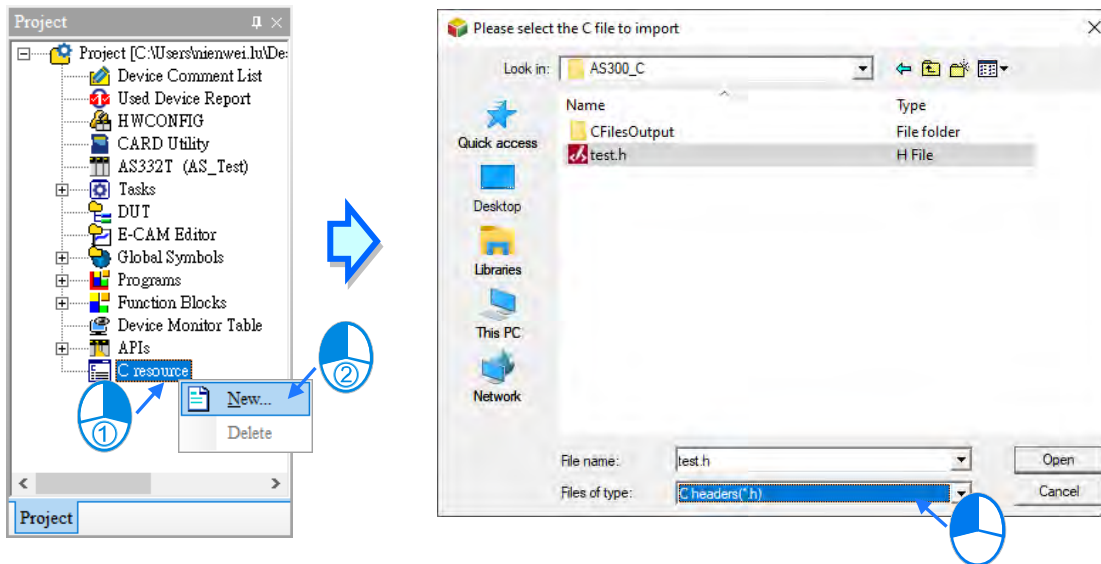 Project
Project [C:\Users\nienwei.lu\De:
Device Comment List
Used Device Report
HWCONFIG
CARD Utility
AS332T (AS_Test)
Tasks
DUT
E-CAM Editor
Global Symbols
Programs
Function Blocks
Device Monitor Table
APIs
C resource
New...
Delete
①
②
Project
Please select the C file to import
Look in:
AS300_C
Name
Type
CFilesOutput
File folder
test.h
H File
Quick access
Desktop
Libraries
This PC
Network
File name:
test.h
Open
Files of type:
C headers(*.h)
Cancel